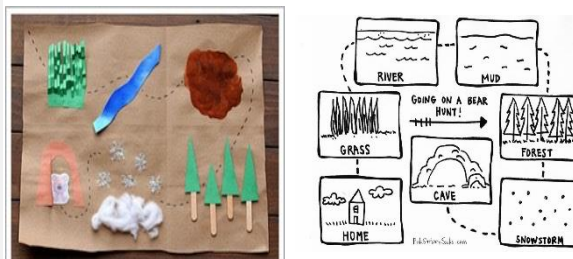 RIVER
MUD
GOING ON A BEAR
HUNT!
GRASS
FOREST
CAVE
HOME
SNOWSTORM